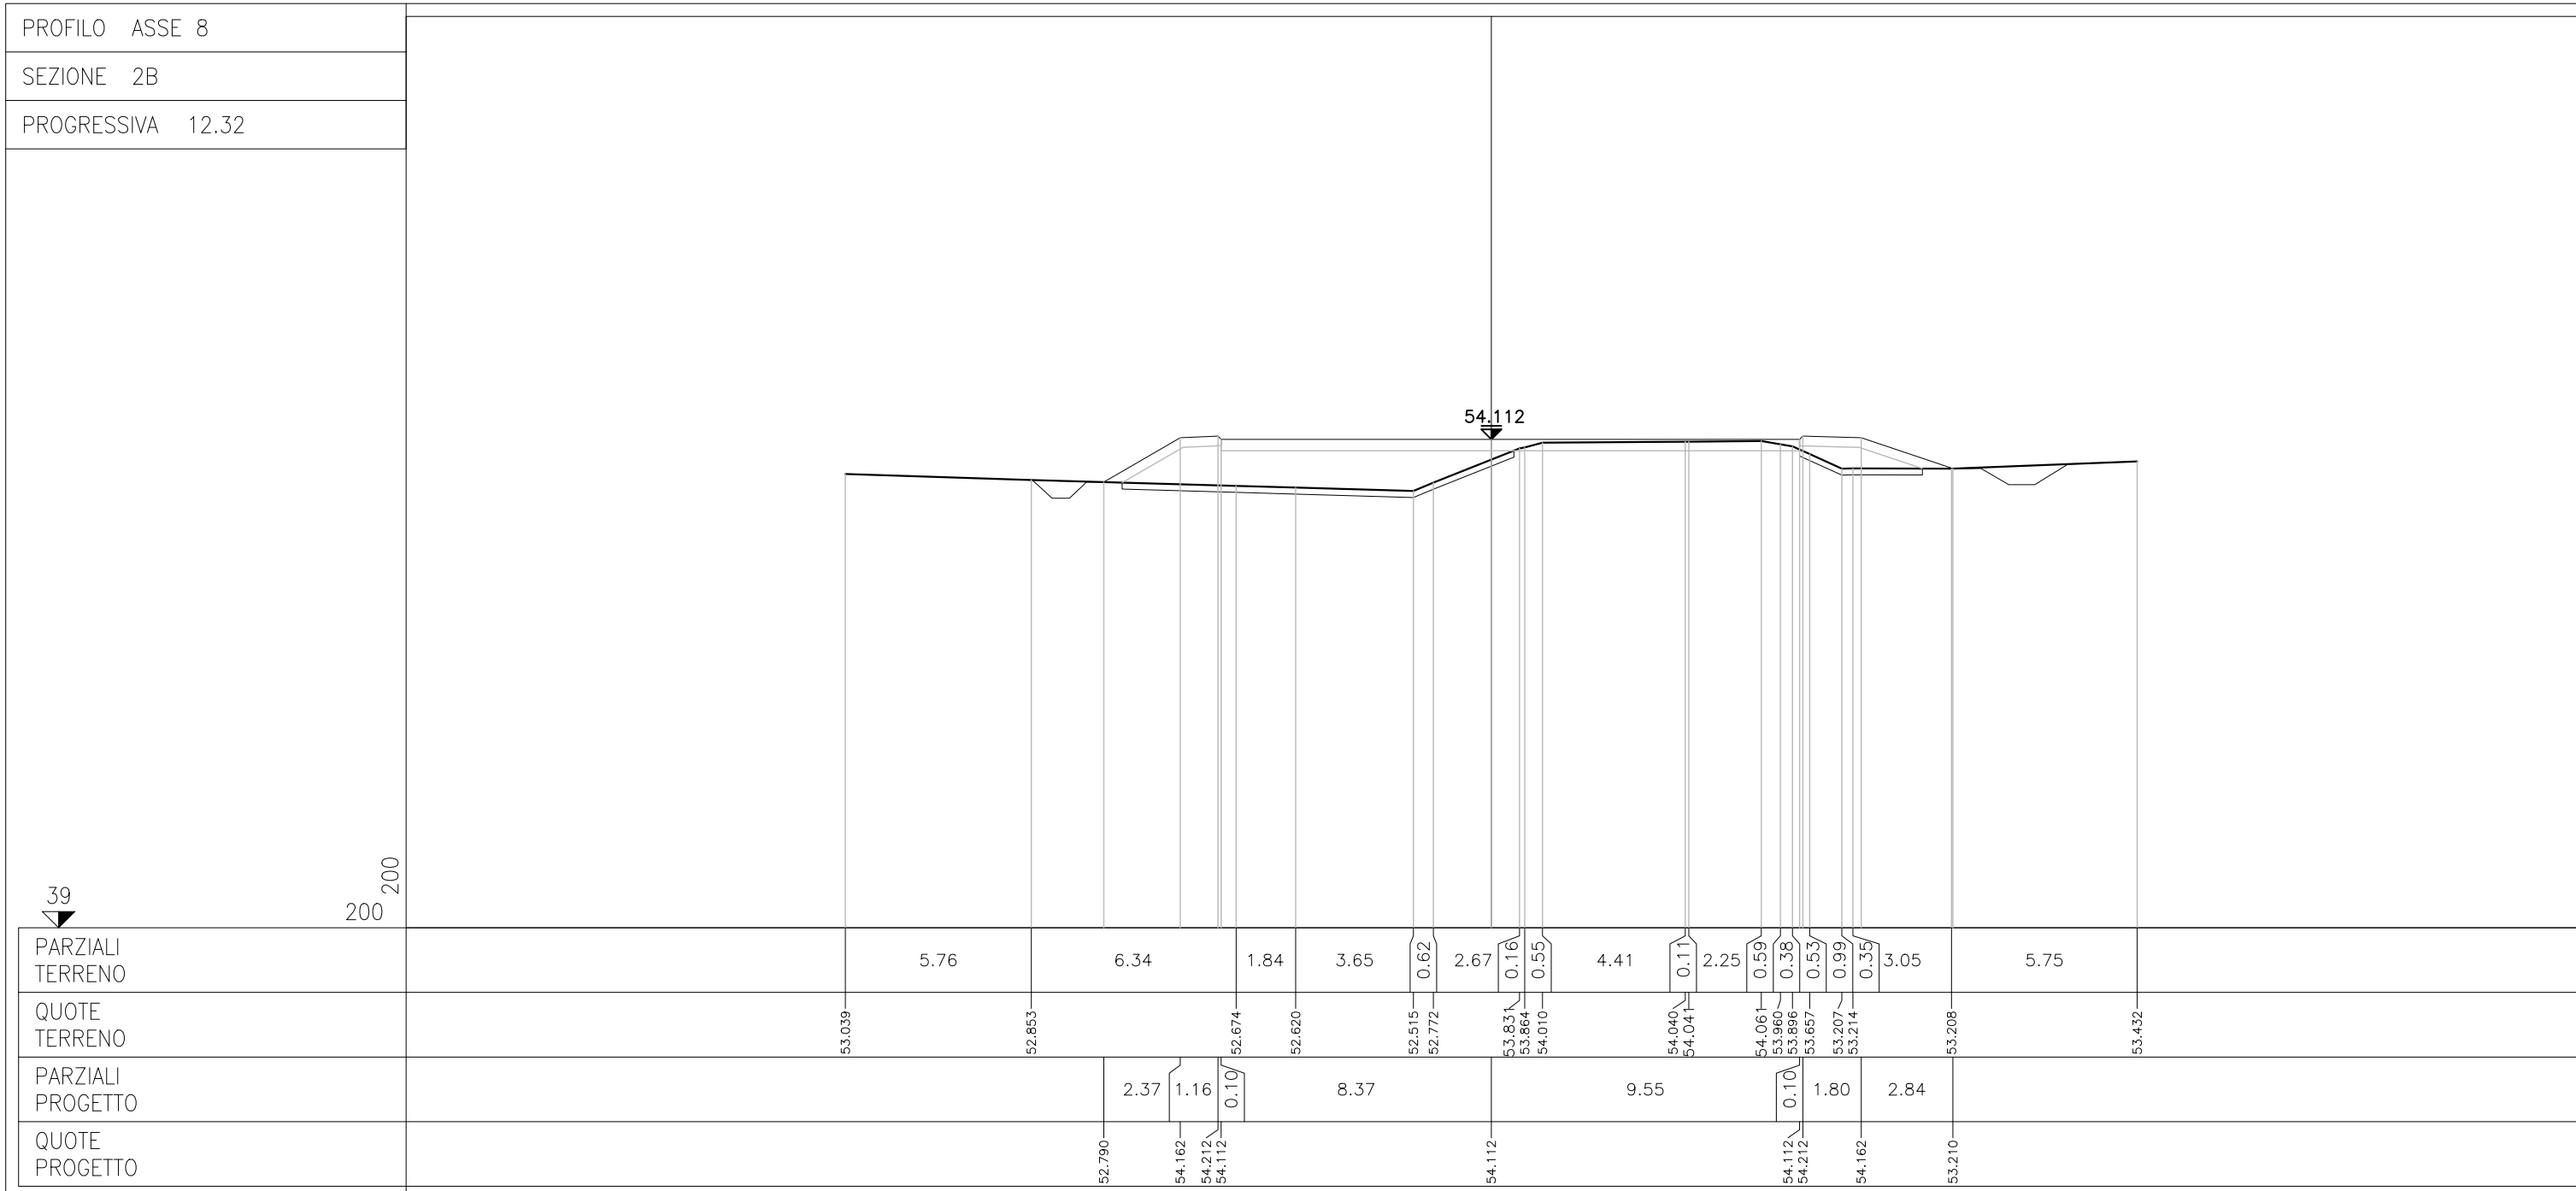 PROFILO ASSE 8
SEZIONE 2B
PROGRESSIVA 12.32
54.112
200
39
200
PARZIALI
TERRENO
5.76 6.34 1.84 3.65 0.62 2.67 0.16 0.55 4.41 0.11 2.25 0.59 0.38 0.53 0.99 0.35 3.05 5.75
QUOTE
TERRENO
53.039 52.853 52.674 52.620 52.515 52.772 53.831 53.864 54.010 54.040 54.041 54.061 53.960 53.896 53.657 53.207 53.214 53.208 53.432
PARZIALI
PROGETTO
2.37 1.16 0.10 8.37 9.55 0.10 1.80 2.84
QUOTE
PROGETTO
52.790 54.162 54.212 54.112 54.112 54.112 54.212 54.162 53.210